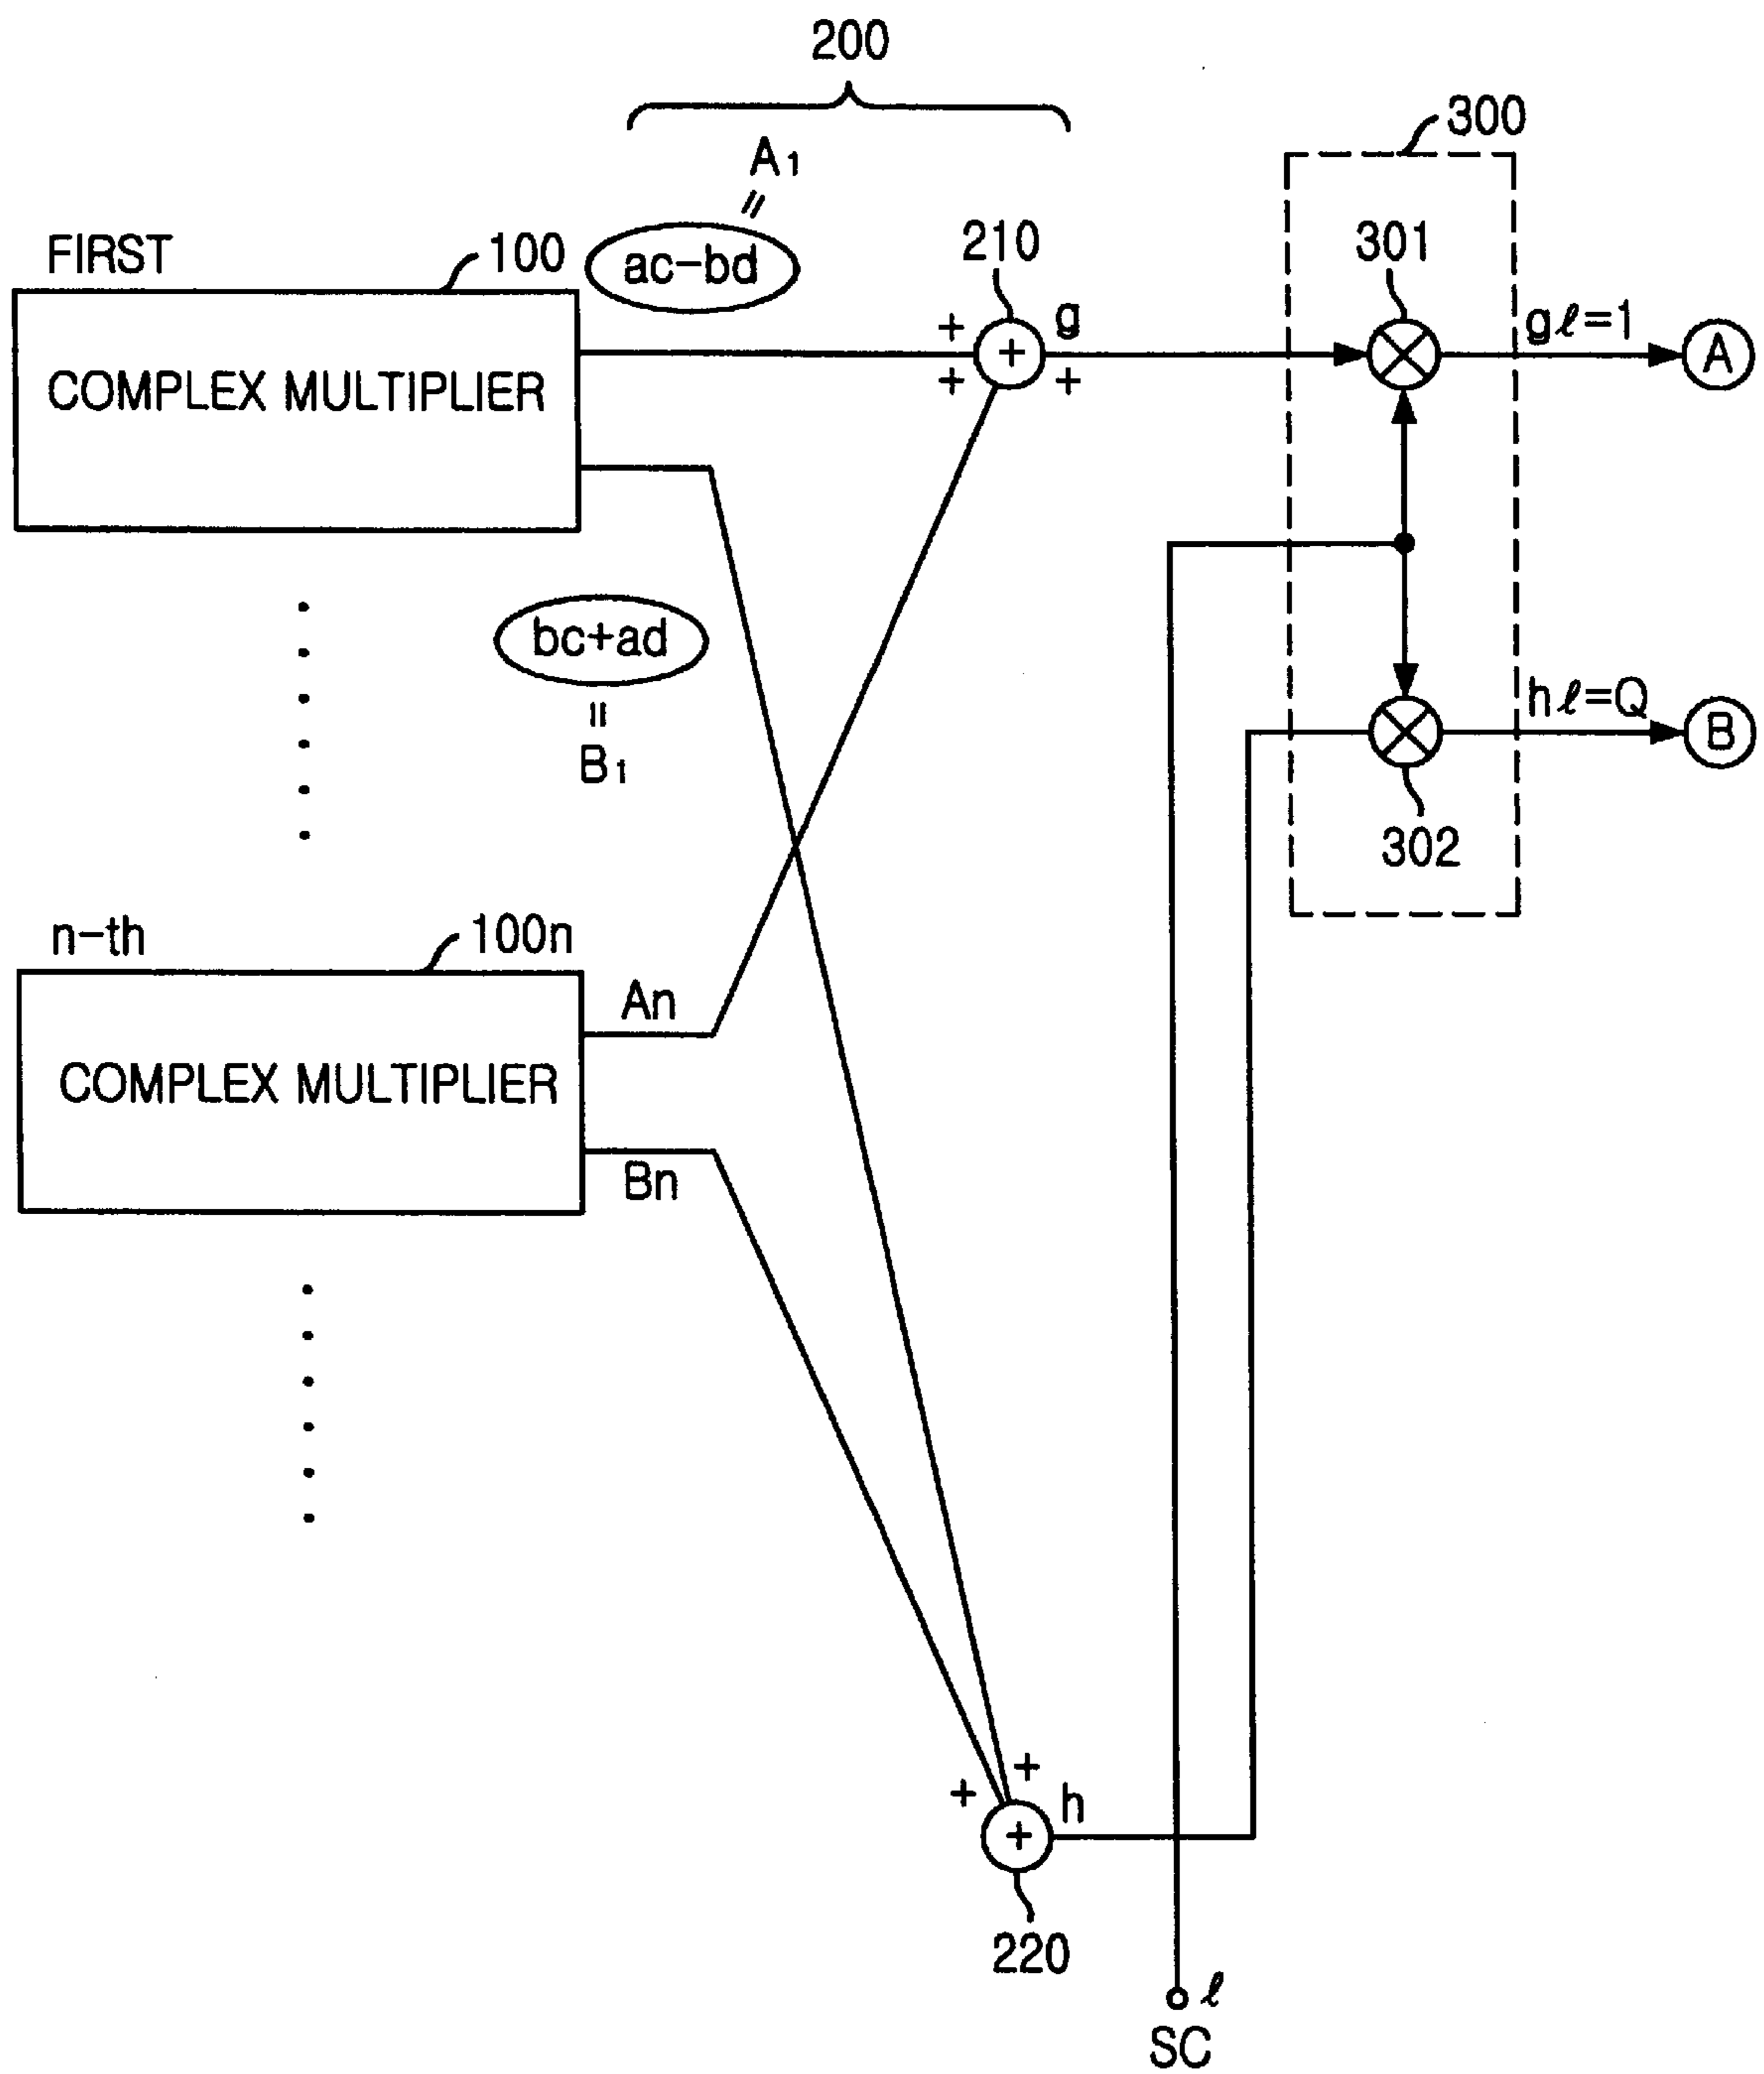 200
A1
=
ac-bd
FIRST
100
COMPLEX MULTIPLIER
210
+
+
+
g
+
300
301
gℓ=1
A
bc+ad
=
B1
302
hℓ=Q
B
n-th
100n
COMPLEX MULTIPLIER
An
Bn
+
+
+
h
220
ℓ
SC